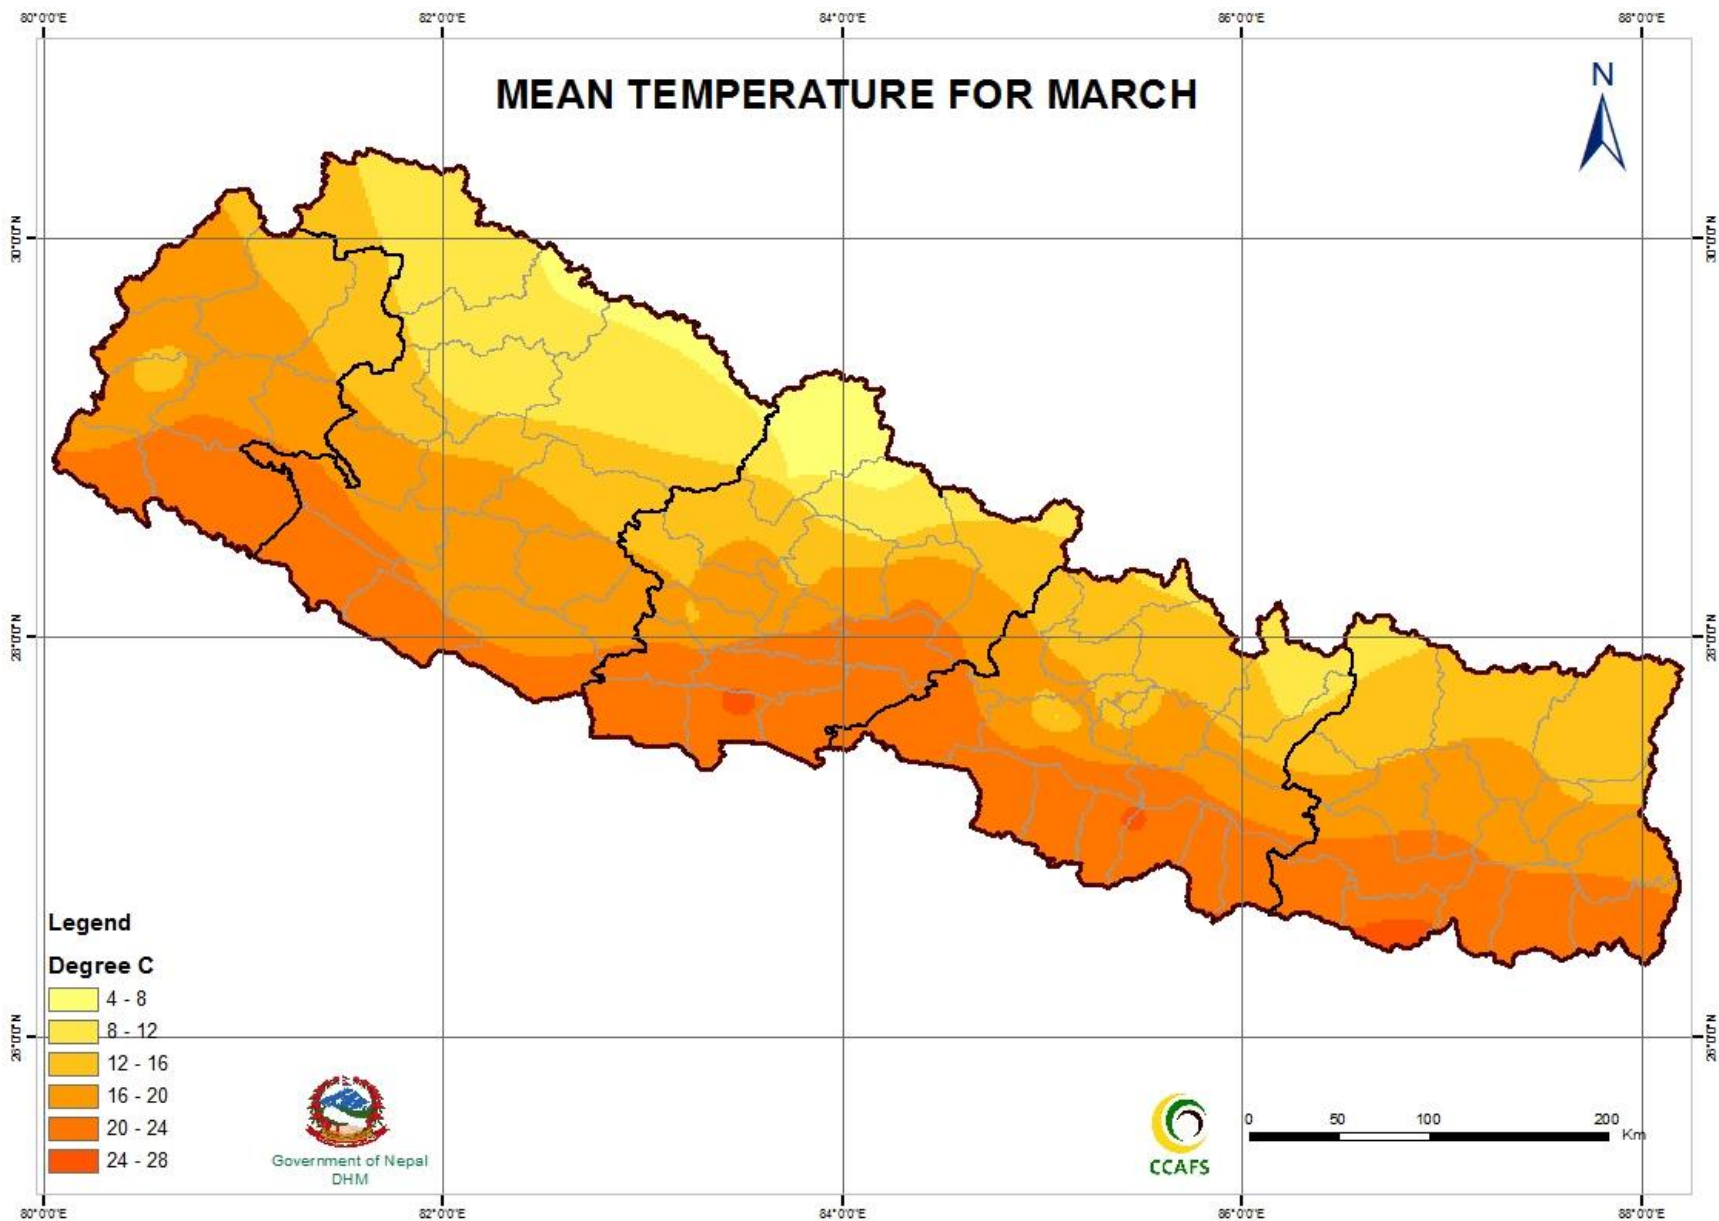 80°0'0"E 82°0'0"E 84°0'0"E 86°0'0"E 88°0'0"E
MEAN TEMPERATURE FOR MARCH
N
30°0'0"N 30°0'0"N
28°0'0"N 28°0'0"N
26°0'0"N 26°0'0"N
Legend
Degree C
4 - 8
8 - 12
12 - 16
16 - 20
20 - 24
24 - 28
Government of Nepal
DHM
CCAFS
0 50 100 200
Km
80°0'0"E 82°0'0"E 84°0'0"E 86°0'0"E 88°0'0"E